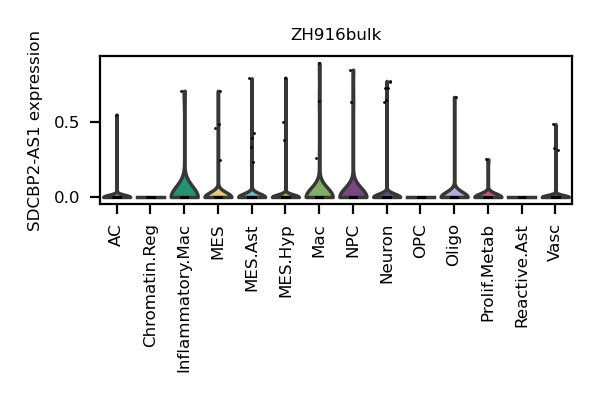 ZH916bulk
SDCBP2-AS1 expression
0.5
0.0
AC
Chromatin.Reg
Inflammatory.Mac
MES
MES.Ast
MES.Hyp
Mac
NPC
Neuron
OPC
Oligo
Prolif.Metab
Reactive.Ast
Vasc